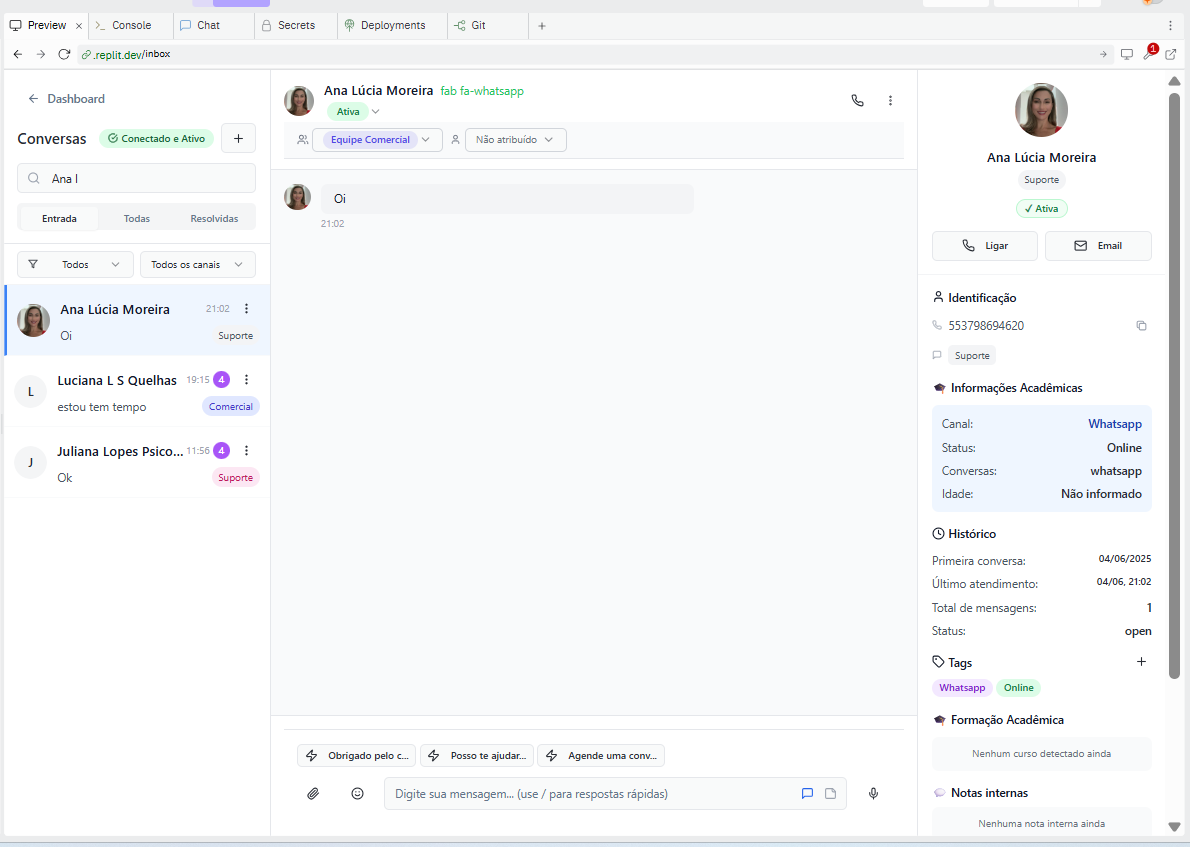 Preview
Console
Chat
Secrets
Deployments
Git
.replit.dev/inbox
1
Dashboard
Conversas
Conectado e Ativo
Ana l
Entrada
Todas
Resolvidas
Todos
Todos os canais
Ana Lúcia Moreira
21:02
Oi
Suporte
Luciana L S Quelhas
19:15
4
estou tem tempo
Comercial
Juliana Lopes Psico...
11:56
4
Ok
Suporte
L
J
Ana Lúcia Moreira fab fa-whatsapp
Ativa
Equipe Comercial
Não atribuído
Oi
21:02
Obrigado pelo c...
Posso te ajudar...
Agende uma conv...
Digite sua mensagem... (use / para respostas rápidas)
Ana Lúcia Moreira
Suporte
✓ Ativa
Ligar
Email
Identificação
553798694620
Suporte
Informações Acadêmicas
Canal: Whatsapp
Status: Online
Conversas: whatsapp
Idade: Não informado
Histórico
Primeira conversa: 04/06/2025
Último atendimento: 04/06, 21:02
Total de mensagens: 1
Status: open
Tags
Whatsapp
Online
Formação Acadêmica
Nenhum curso detectado ainda
Notas internas
Nenhuma nota interna ainda